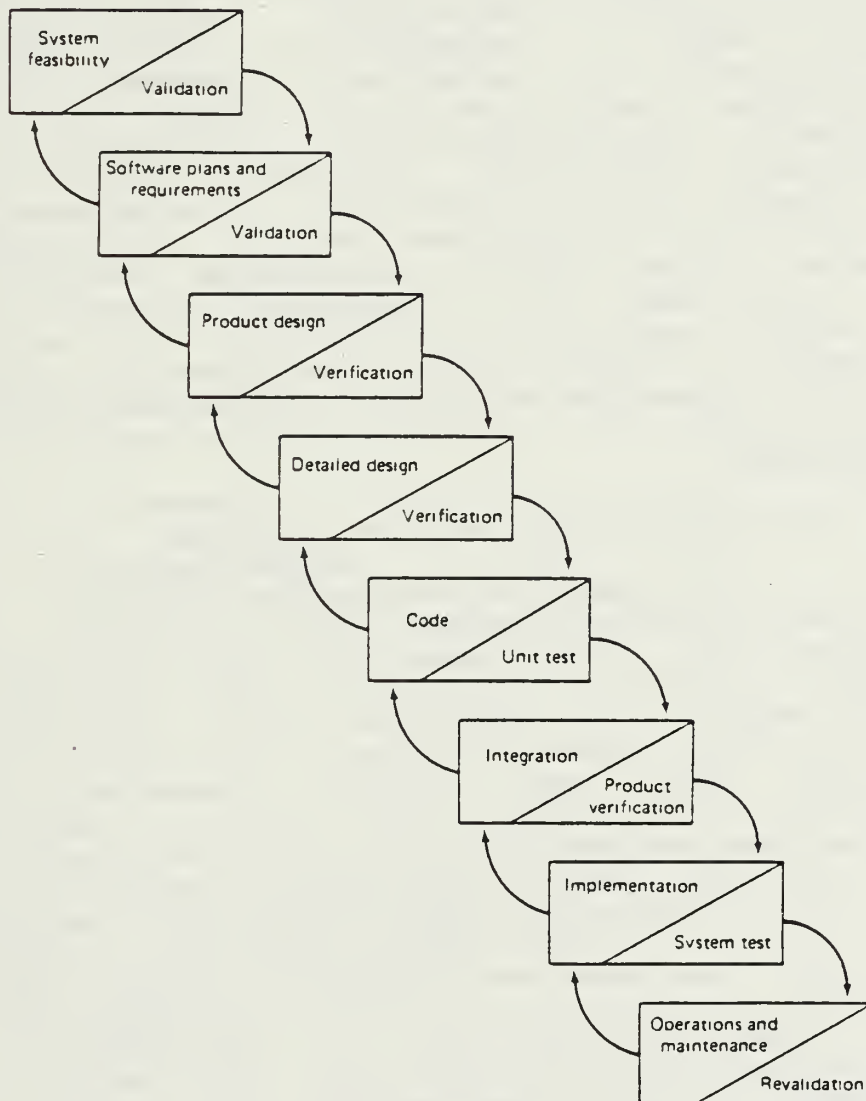 System
feasibility
Validation
Software plans and
requirements
Validation
Product design
Verification
Detailed design
Verification
Code
Unit test
Integration
Product
verification
Implementation
System test
Operations and
maintenance
Revalidation